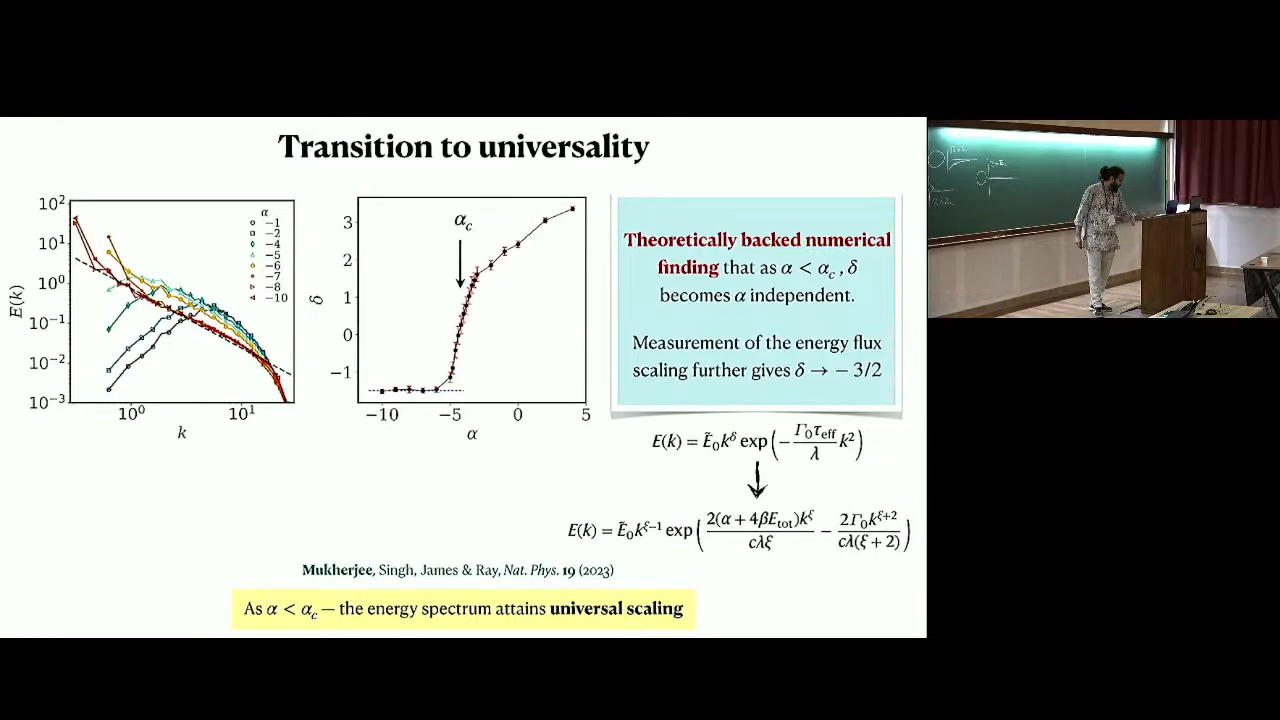 Transition to universality
10² 10¹ 10⁰ 10⁻¹ 10⁻² 10⁻³
E(k)
α
−1
−2
−4
−5
−6
−7
−8
−10
10⁰ 10¹
k
3 2 1 0 −1
δ
α_c
−10 −5 0 5
α
Theoretically backed numerical
finding that as α < α_c, δ
becomes α independent.
Measurement of the energy flux
scaling further gives δ → − 3/2
E(k) = Ẽ₀k^δ exp(−Γ₀τ_eff/λ k²)
E(k) = Ẽ₀k^(ξ−1) exp(2(α + 4βE_tot)k^ξ/cλξ − 2Γ₀k^(ξ+2)/cλ(ξ + 2))
Mukherjee, Singh, James & Ray, Nat. Phys. 19 (2023)
As α < α_c — the energy spectrum attains universal scaling